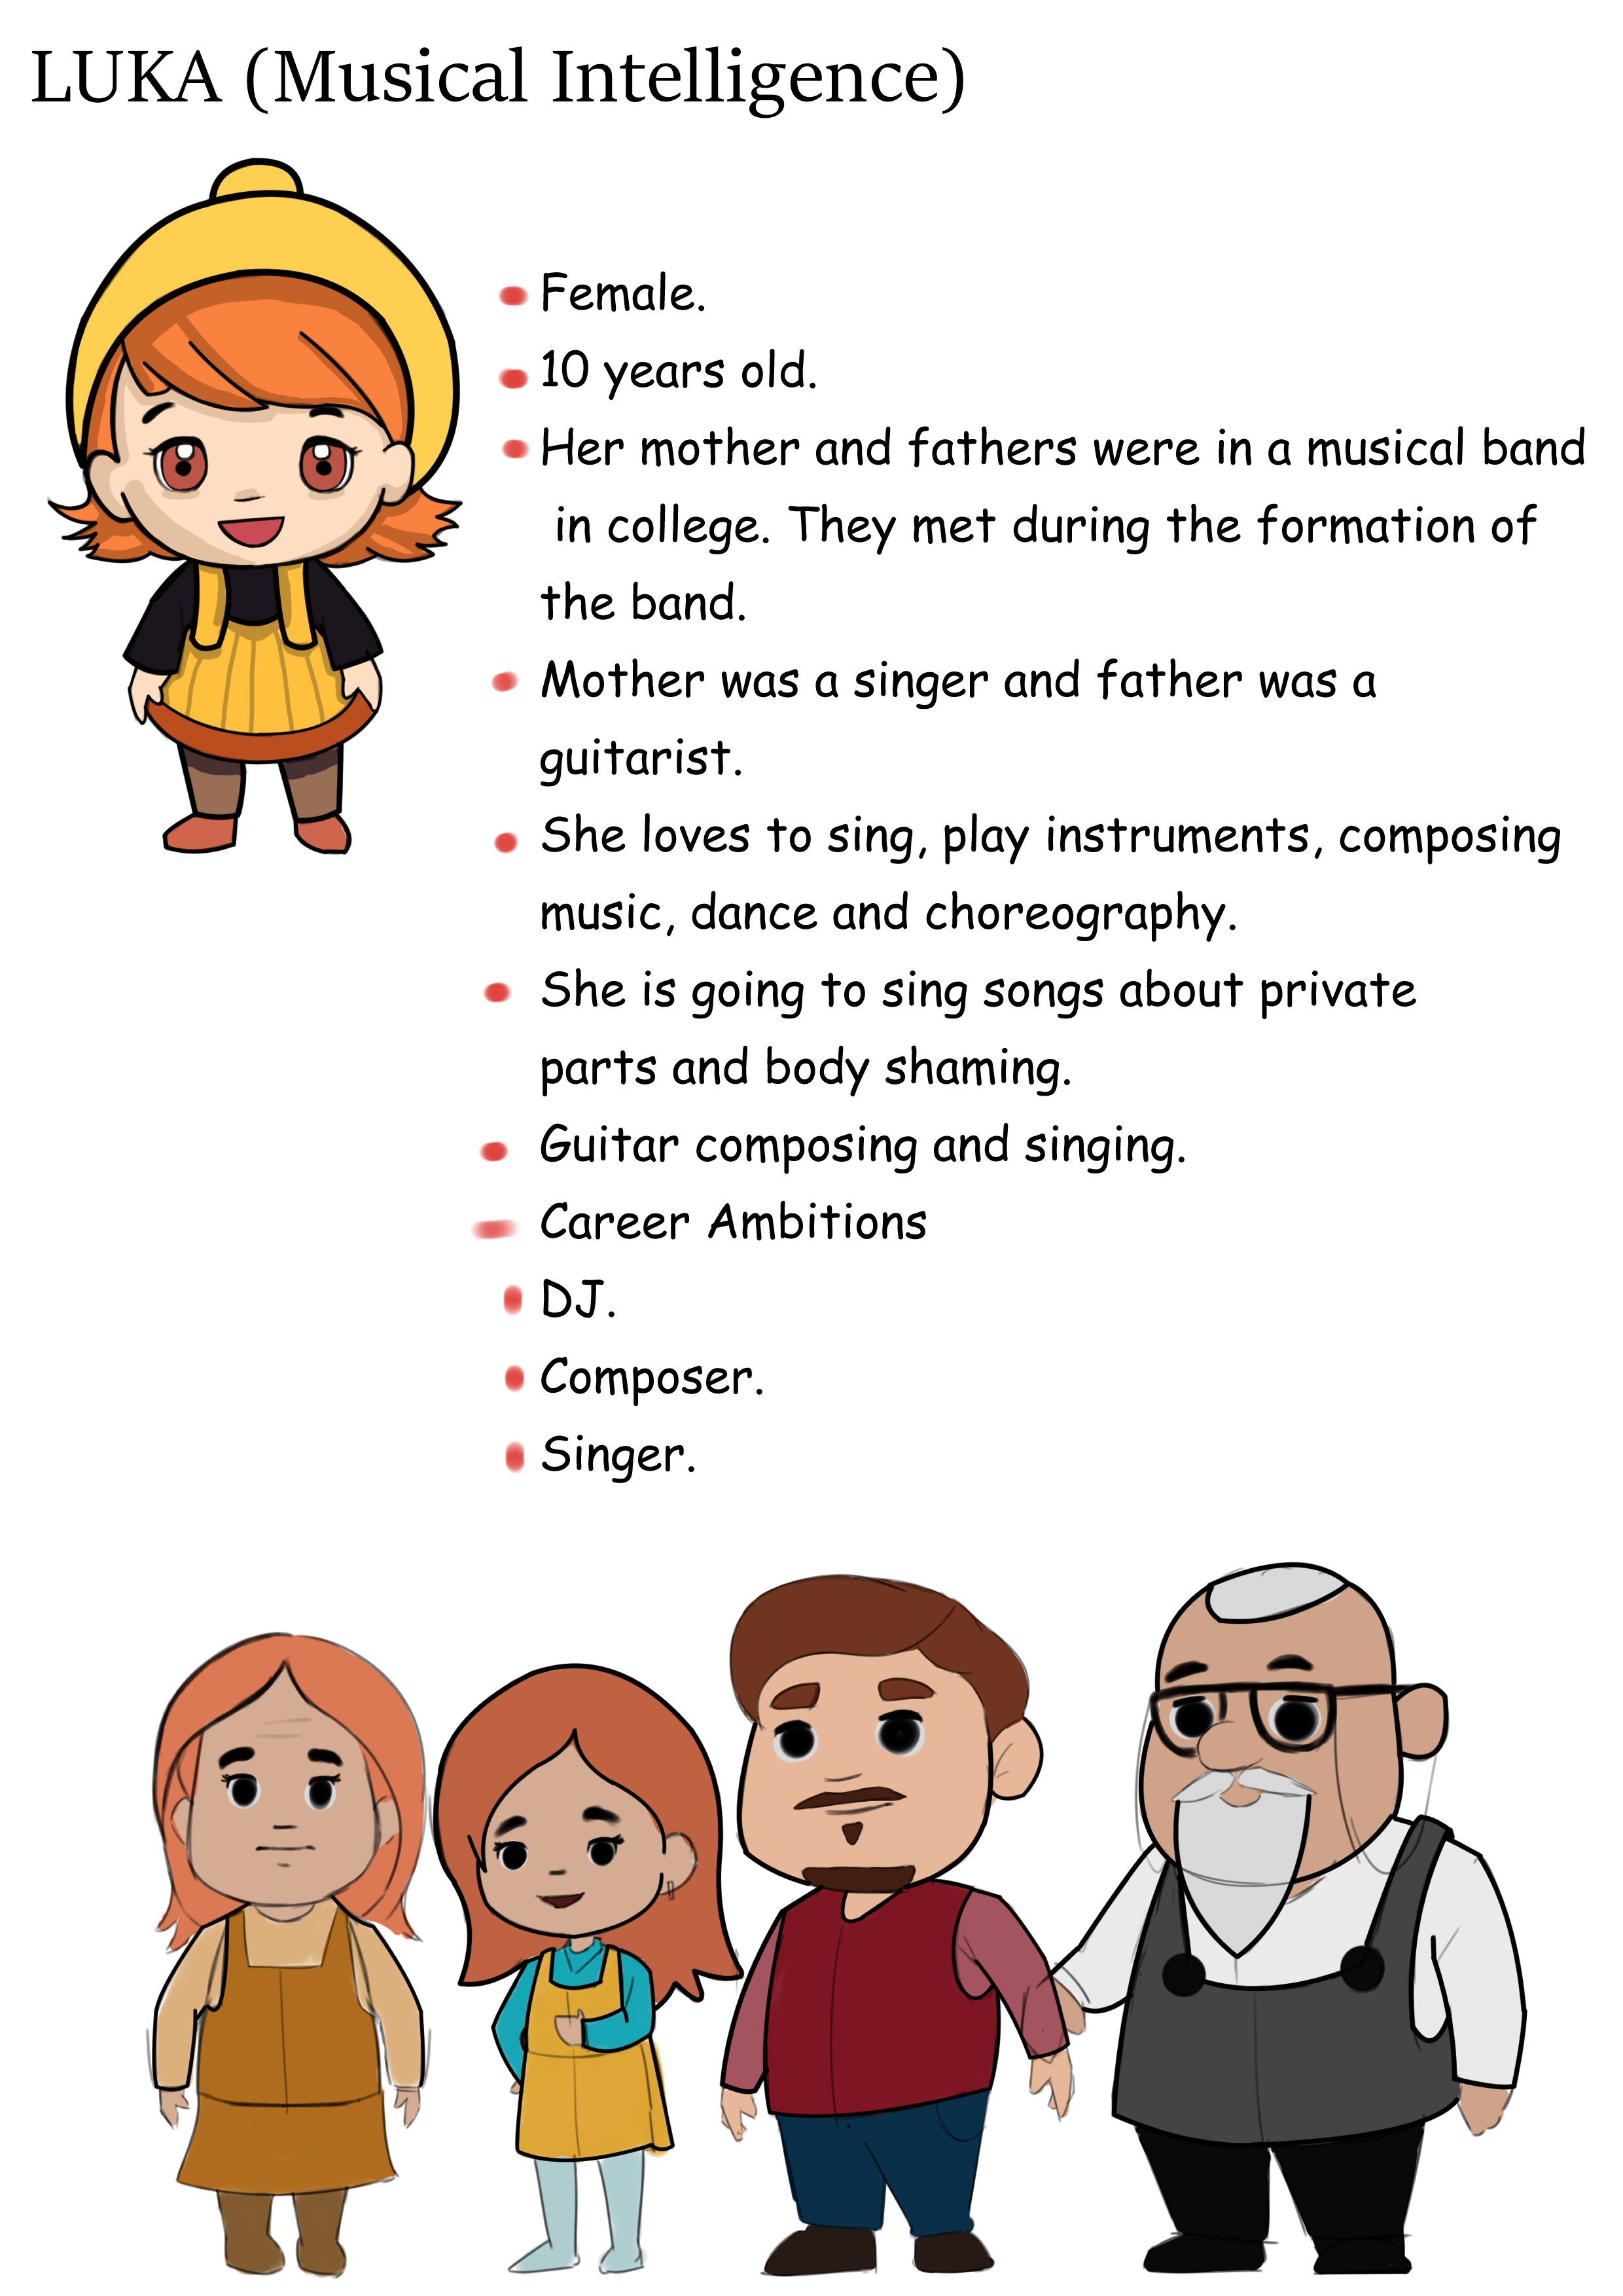 LUKA (Musical Intelligence)
Female.
10 years old.
Her mother and fathers were in a musical band
in college. They met during the formation of
the band.
Mother was a singer and father was a
guitarist.
She loves to sing, play instruments, composing
music, dance and choreography.
She is going to sing songs about private
parts and body shaming.
Guitar composing and singing.
Career Ambitions
DJ.
Composer.
Singer.